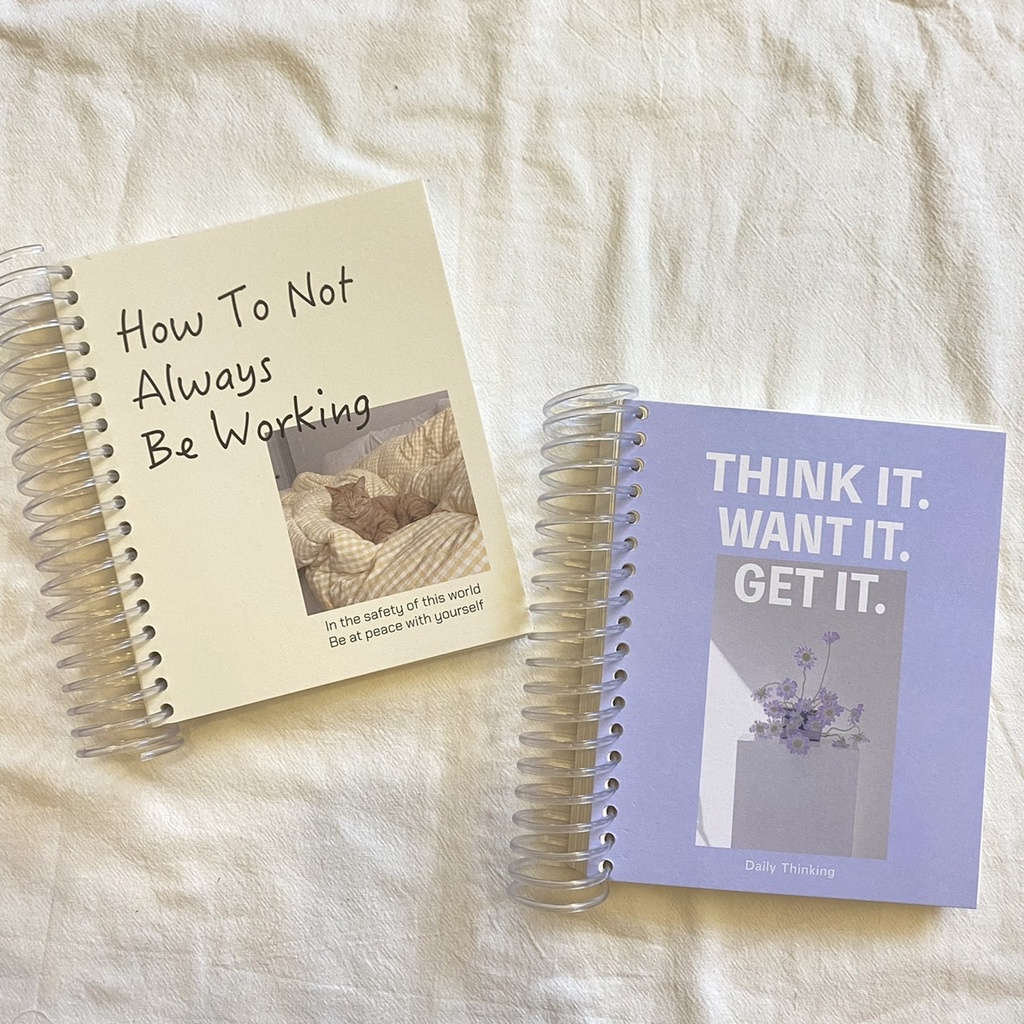 How To Not
Always
Be Working
In the safety of this world
Be at peace with yourself
THINK IT.
WANT IT.
GET IT.
Daily Thinking